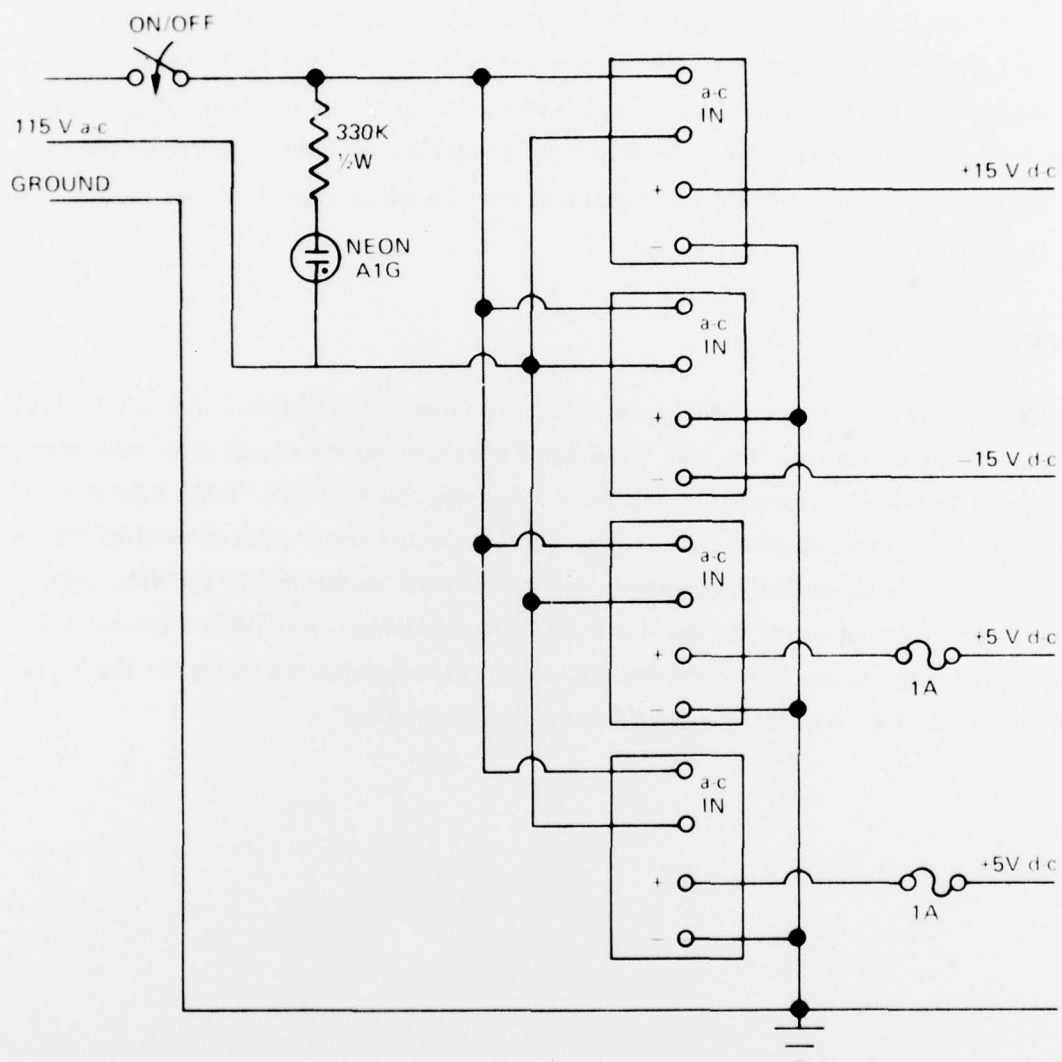 ON/OFF
115 V a-c
GROUND
330K
½W
NEON
A1G
a-c
IN
+
−
+15 V d-c
a-c
IN
+
−
−15 V d-c
a-c
IN
+
−
+5 V d-c
1A
a-c
IN
+
−
+5V d-c
1A